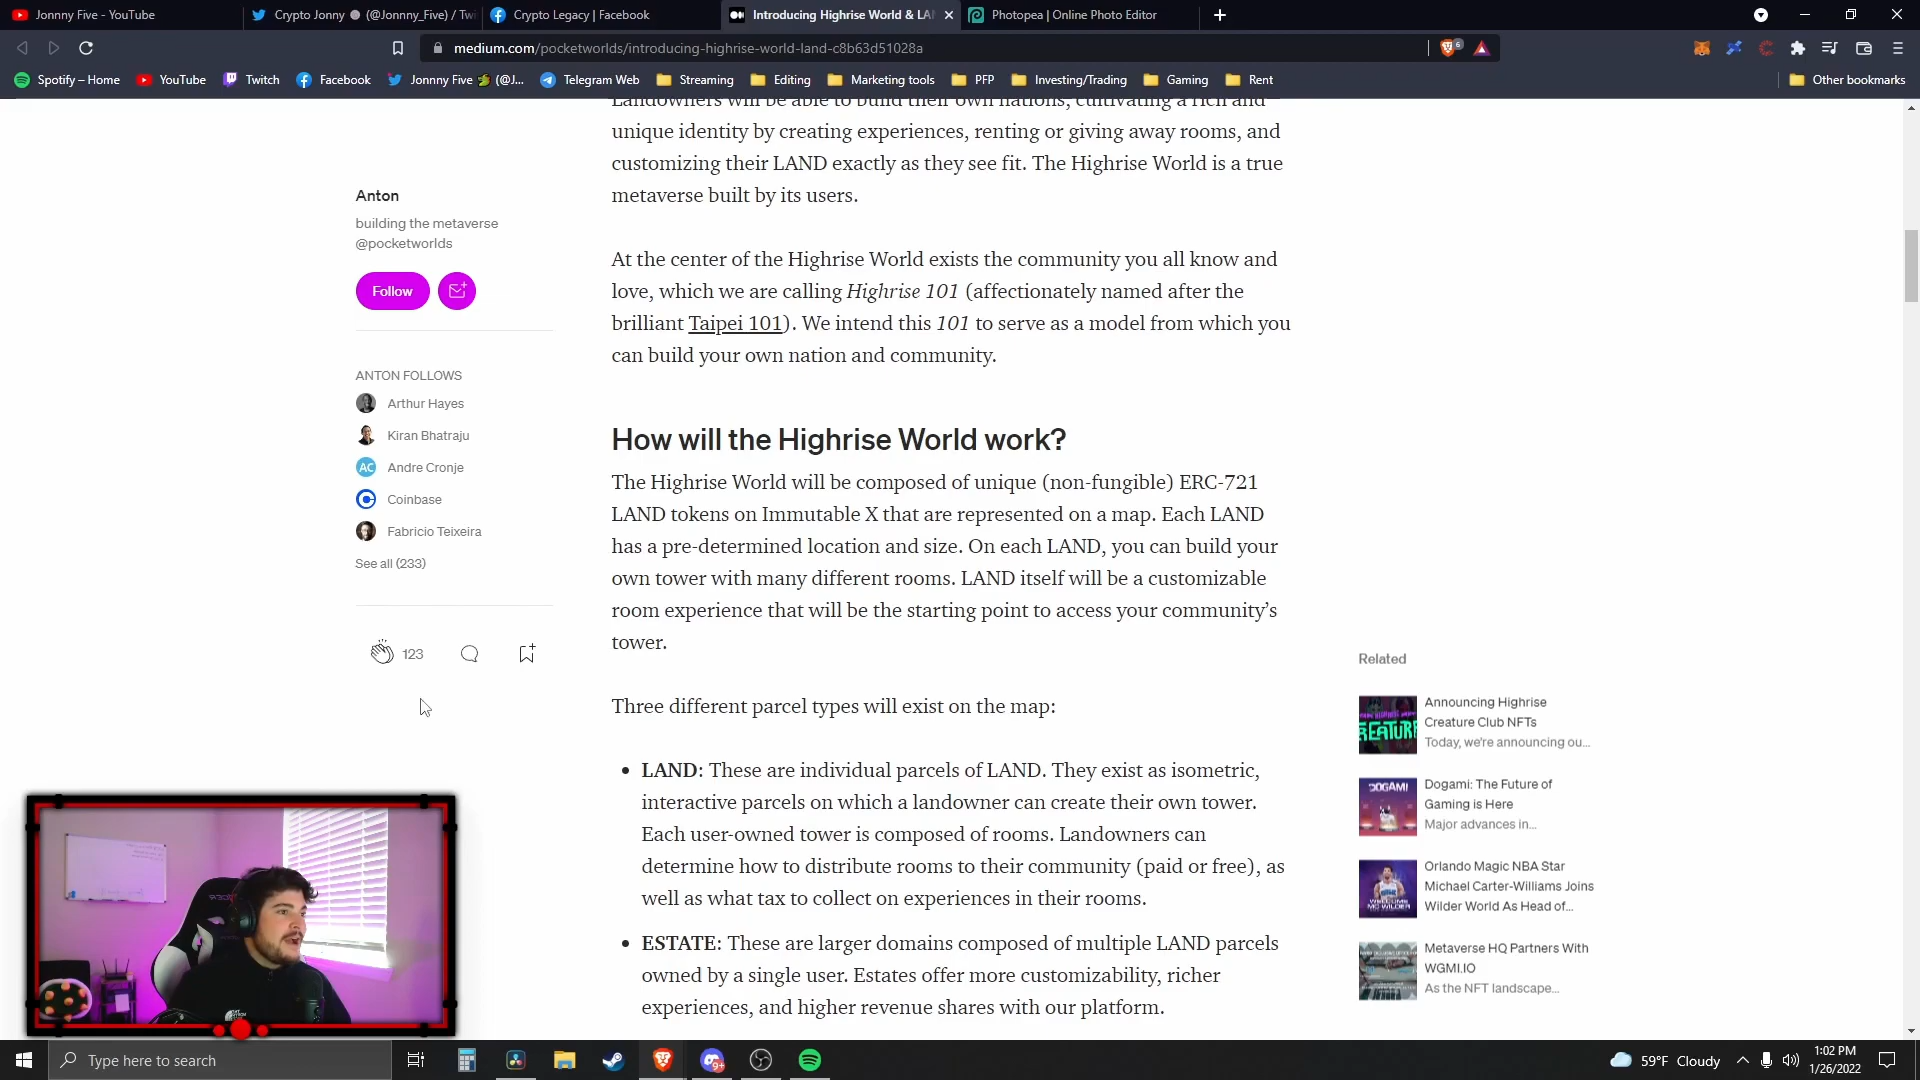 Jonnny Five - YouTube
Crypto Jonny (@Jonnny_Five) / Twi
Crypto Legacy | Facebook
Introducing Highrise World & LA
Photopea | Online Photo Editor
medium.com/pocketworlds/introducing-highrise-world-land-c8b63d51028a
6
Spotify – Home
YouTube
Twitch
Facebook
Jonnny Five (@J...
Telegram Web
Streaming
Editing
Marketing tools
PFP
Investing/Trading
Gaming
Rent
Other bookmarks
Landowners will be able to build their own nations, cultivating a rich and
unique identity by creating experiences, renting or giving away rooms, and
customizing their LAND exactly as they see fit. The Highrise World is a true
metaverse built by its users.
Anton
building the metaverse
@pocketworlds
Follow
At the center of the Highrise World exists the community you all know and
love, which we are calling Highrise 101 (affectionately named after the
brilliant Taipei 101). We intend this 101 to serve as a model from which you
can build your own nation and community.
ANTON FOLLOWS
Arthur Hayes
Kiran Bhatraju
AC Andre Cronje
Coinbase
Fabricio Teixeira
See all (233)
123
How will the Highrise World work?
The Highrise World will be composed of unique (non-fungible) ERC-721
LAND tokens on Immutable X that are represented on a map. Each LAND
has a pre-determined location and size. On each LAND, you can build your
own tower with many different rooms. LAND itself will be a customizable
room experience that will be the starting point to access your community’s
tower.
Three different parcel types will exist on the map:
• LAND: These are individual parcels of LAND. They exist as isometric,
interactive parcels on which a landowner can create their own tower.
Each user-owned tower is composed of rooms. Landowners can
determine how to distribute rooms to their community (paid or free), as
well as what tax to collect on experiences in their rooms.
• ESTATE: These are larger domains composed of multiple LAND parcels
owned by a single user. Estates offer more customizability, richer
experiences, and higher revenue shares with our platform.
Related
Announcing Highrise
Creature Club NFTs
Today, we’re announcing ou...
Dogami: The Future of
Gaming is Here
Major advances in...
DOGAMI
Orlando Magic NBA Star
Michael Carter-Williams Joins
Wilder World As Head of...
Metaverse HQ Partners With
WGMI.IO
As the NFT landscape...
Type here to search
9+
59°F Cloudy
1:02 PM
1/26/2022